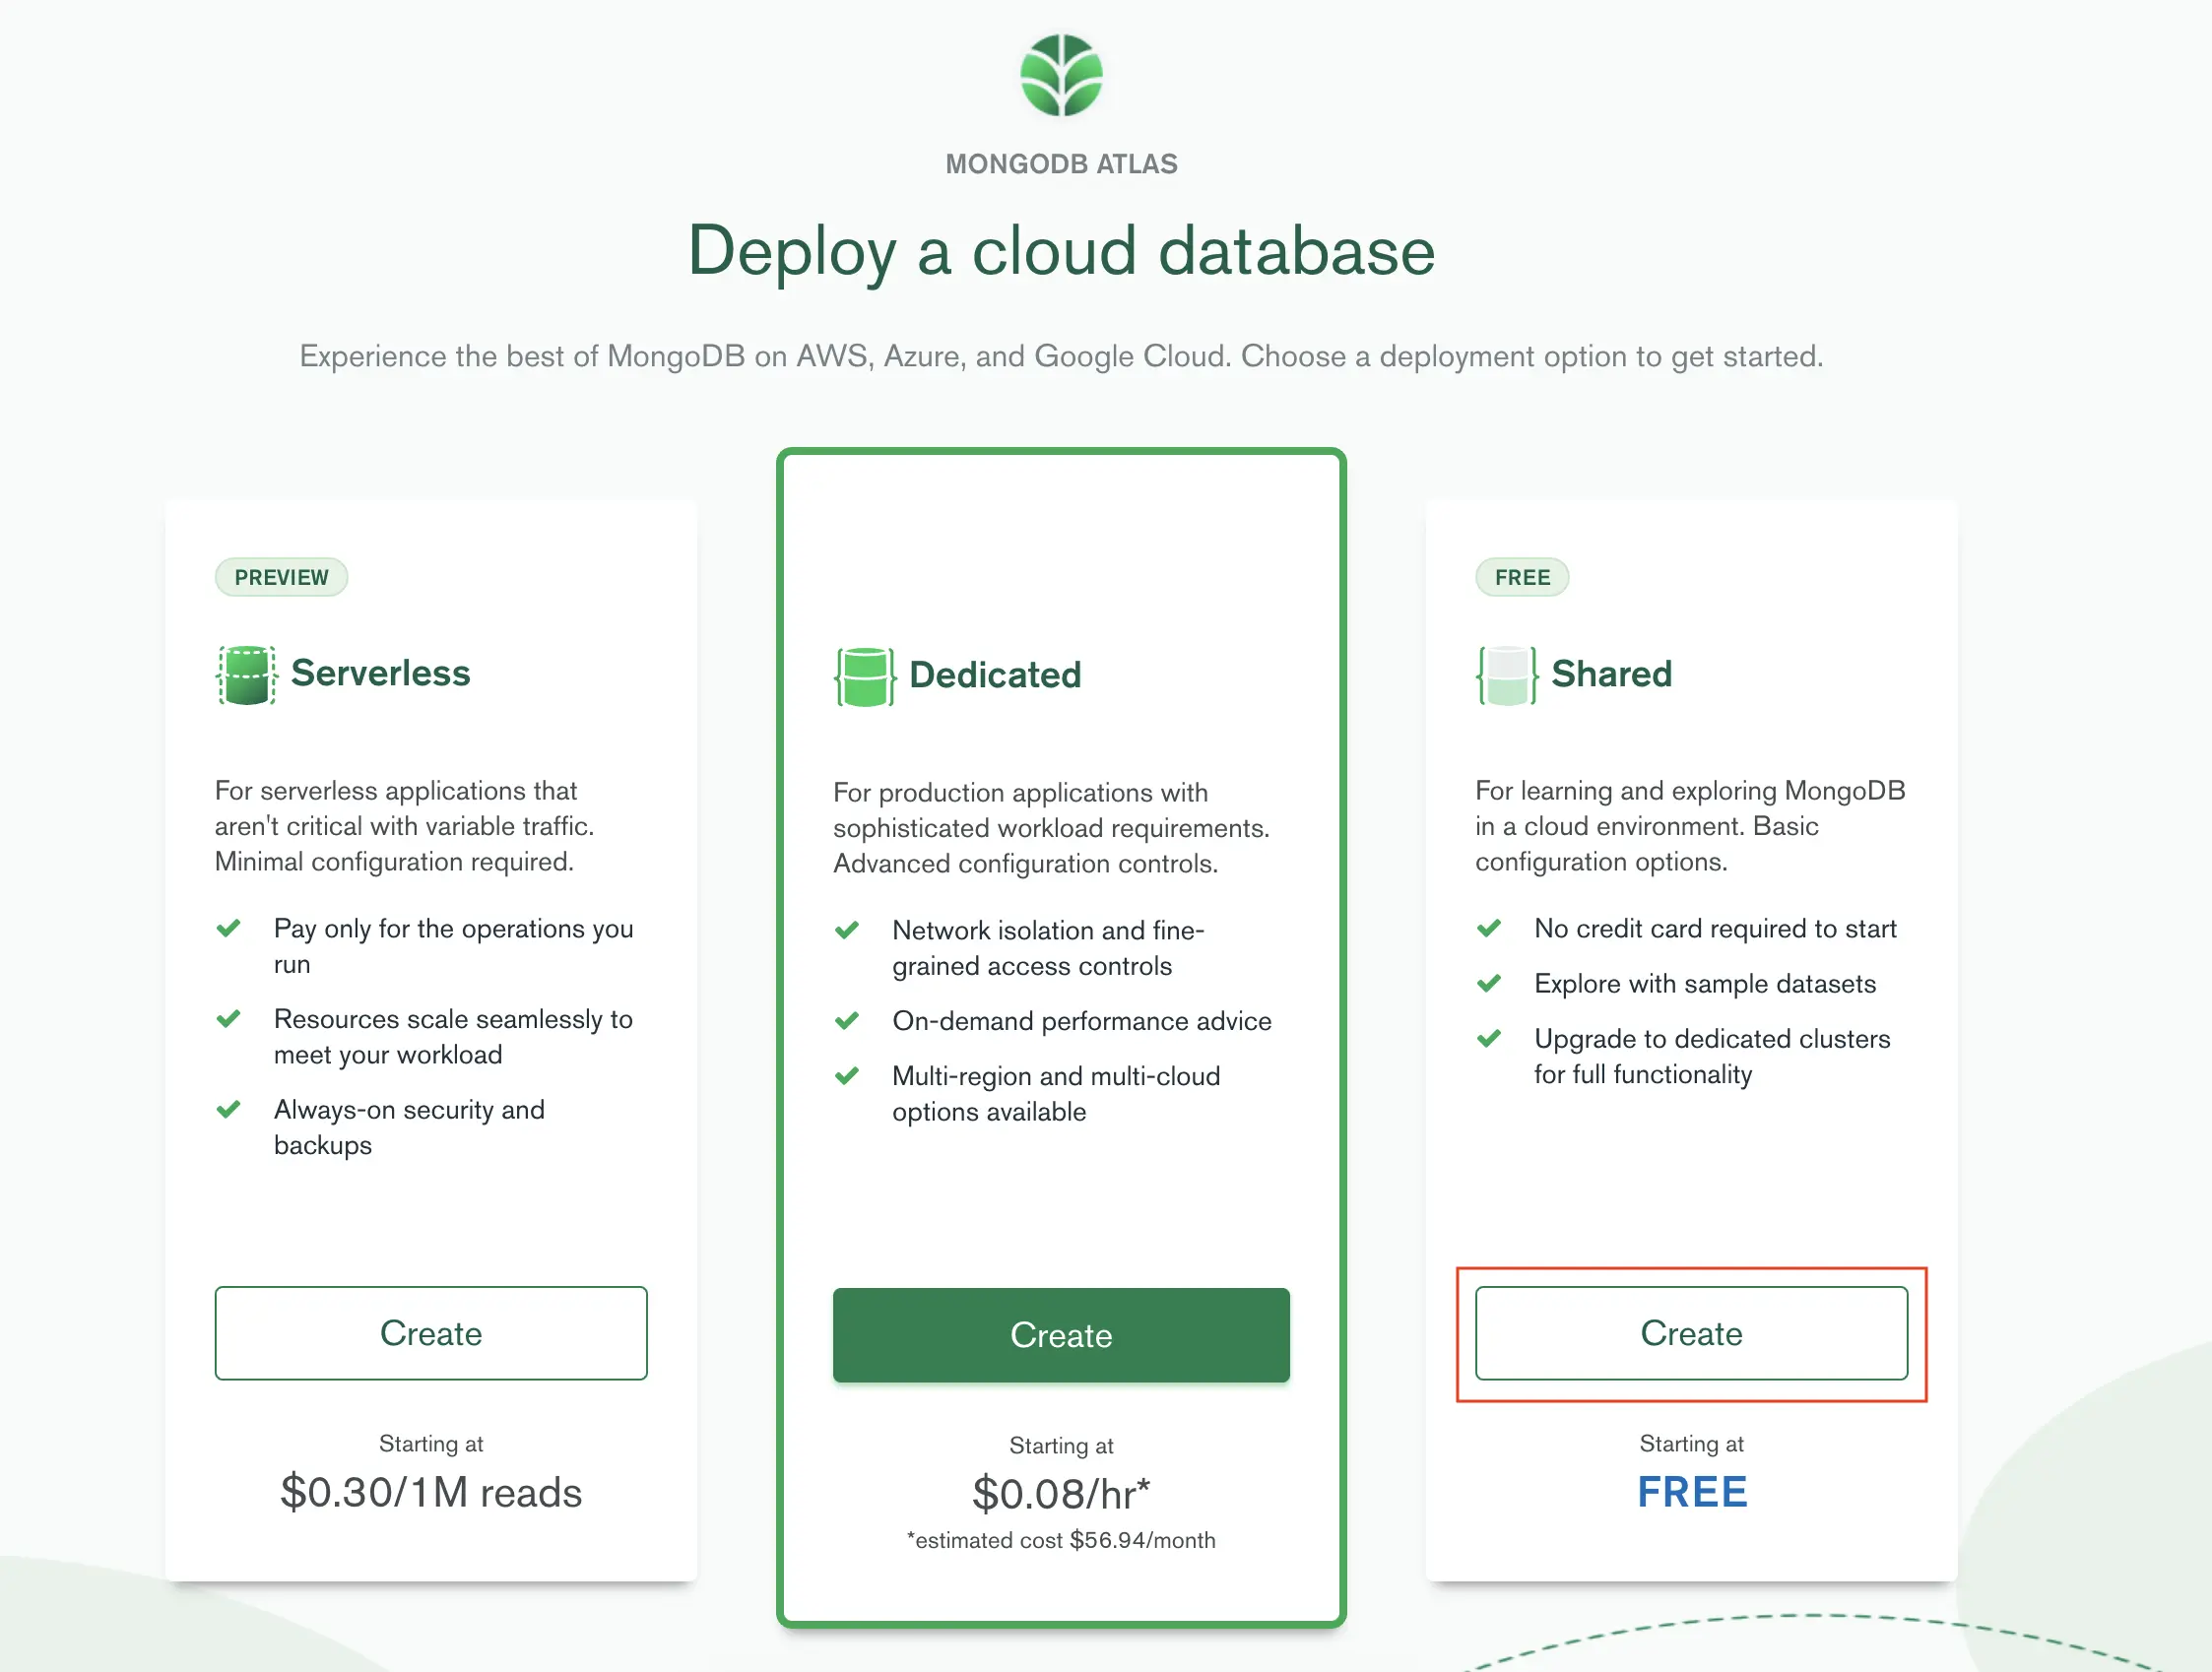 MONGODB ATLAS
Deploy a cloud database
Experience the best of MongoDB on AWS, Azure, and Google Cloud. Choose a deployment option to get started.
PREVIEW
Serverless
For serverless applications that
aren't critical with variable traffic.
Minimal configuration required.
Pay only for the operations you
run
Resources scale seamlessly to
meet your workload
Always-on security and
backups
Create
Starting at
$0.30/1M reads
Dedicated
For production applications with
sophisticated workload requirements.
Advanced configuration controls.
Network isolation and fine-
grained access controls
On-demand performance advice
Multi-region and multi-cloud
options available
Create
Starting at
$0.08/hr*
*estimated cost $56.94/month
FREE
Shared
For learning and exploring MongoDB
in a cloud environment. Basic
configuration options.
No credit card required to start
Explore with sample datasets
Upgrade to dedicated clusters
for full functionality
Create
Starting at
FREE